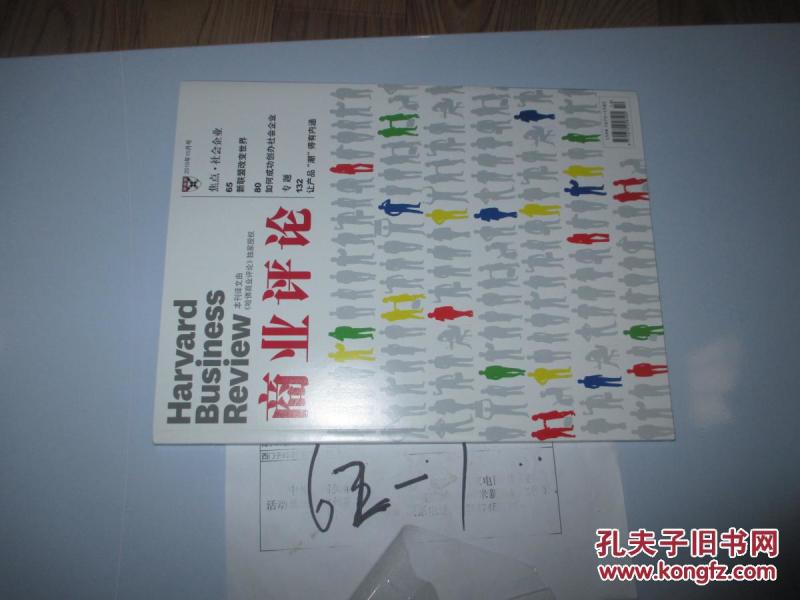 Harvard
Business
Review
本刊译文由
《哈佛商业评论》独家授权
商业评论
2010年10月号
焦点·社会企业
65
新联盟改变世界
80
如何成功创办社会企业
专题
132
让产品“潮”得有内涵
孔夫子旧书网
www.kongfz.com